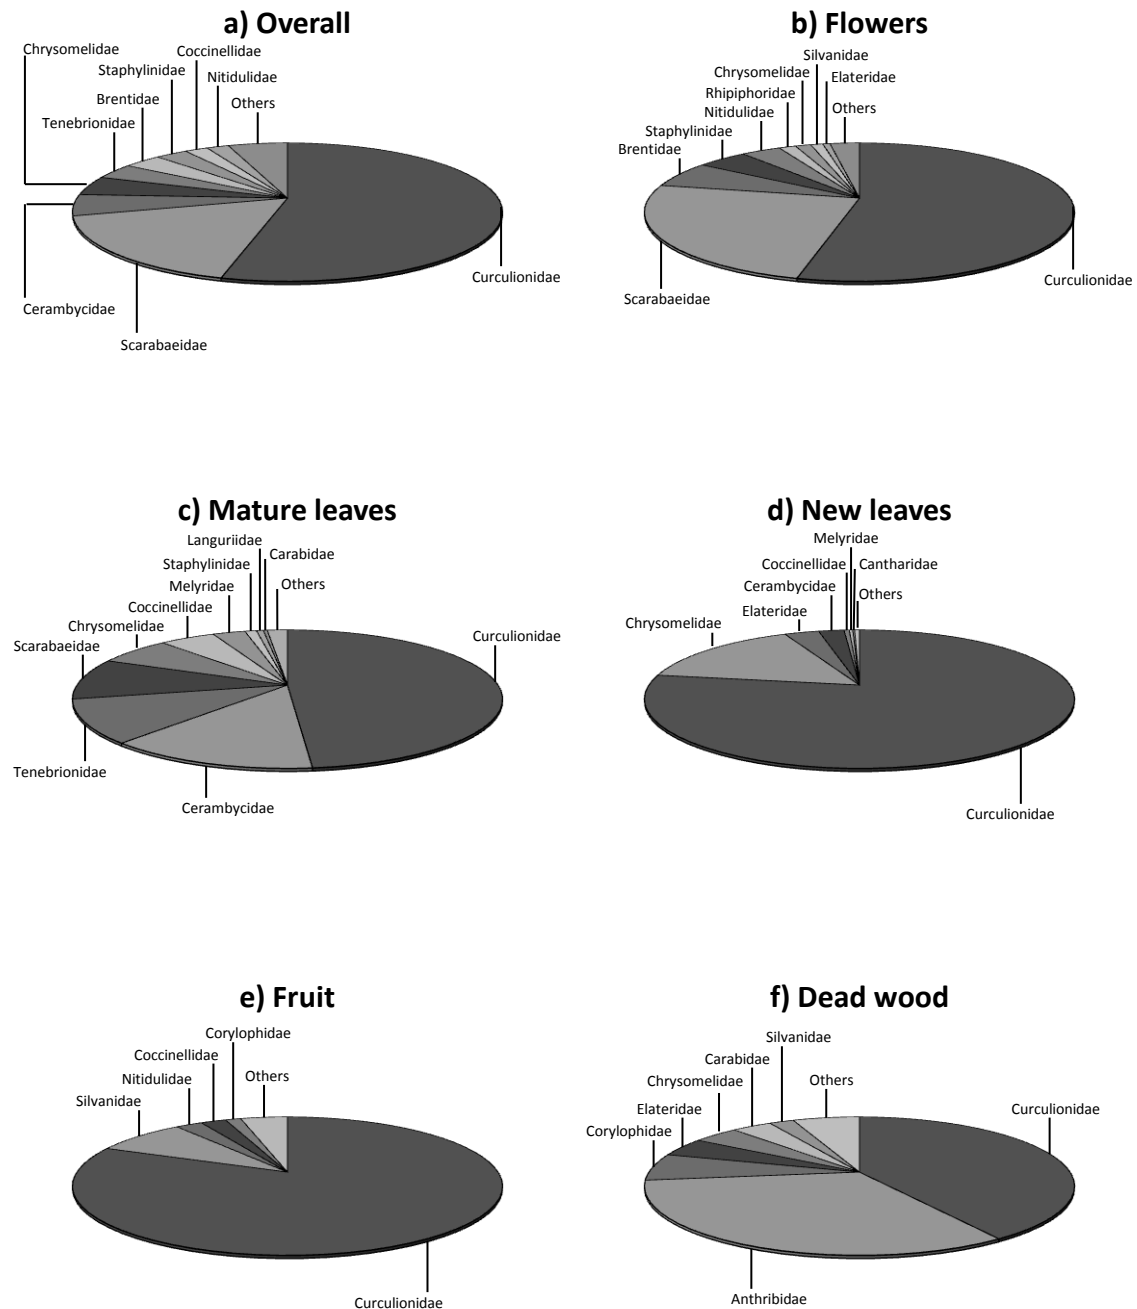 a) Overall
Chrysomelidae
Coccinellidae
Staphylinidae
Nitidulidae
Brentidae
Others
Tenebrionidae
Curculionidae
Cerambycidae
Scarabaeidae
b) Flowers
Silvanidae
Chrysomelidae
Elateridae
Rhipiphoridae
Nitidulidae
Others
Staphylinidae
Brentidae
Curculionidae
Scarabaeidae
c) Mature leaves
Languriidae
Carabidae
Staphylinidae
Melyridae
Others
Coccinellidae
Chrysomelidae
Curculionidae
Scarabaeidae
Tenebrionidae
Cerambycidae
d) New leaves
Melyridae
Coccinellidae
Cantharidae
Cerambycidae
Others
Elateridae
Chrysomelidae
Curculionidae
e) Fruit
Corylophidae
Coccinellidae
Nitidulidae
Others
Silvanidae
Curculionidae
f) Dead wood
Silvanidae
Carabidae
Chrysomelidae
Others
Elateridae
Curculionidae
Corylophidae
Anthribidae